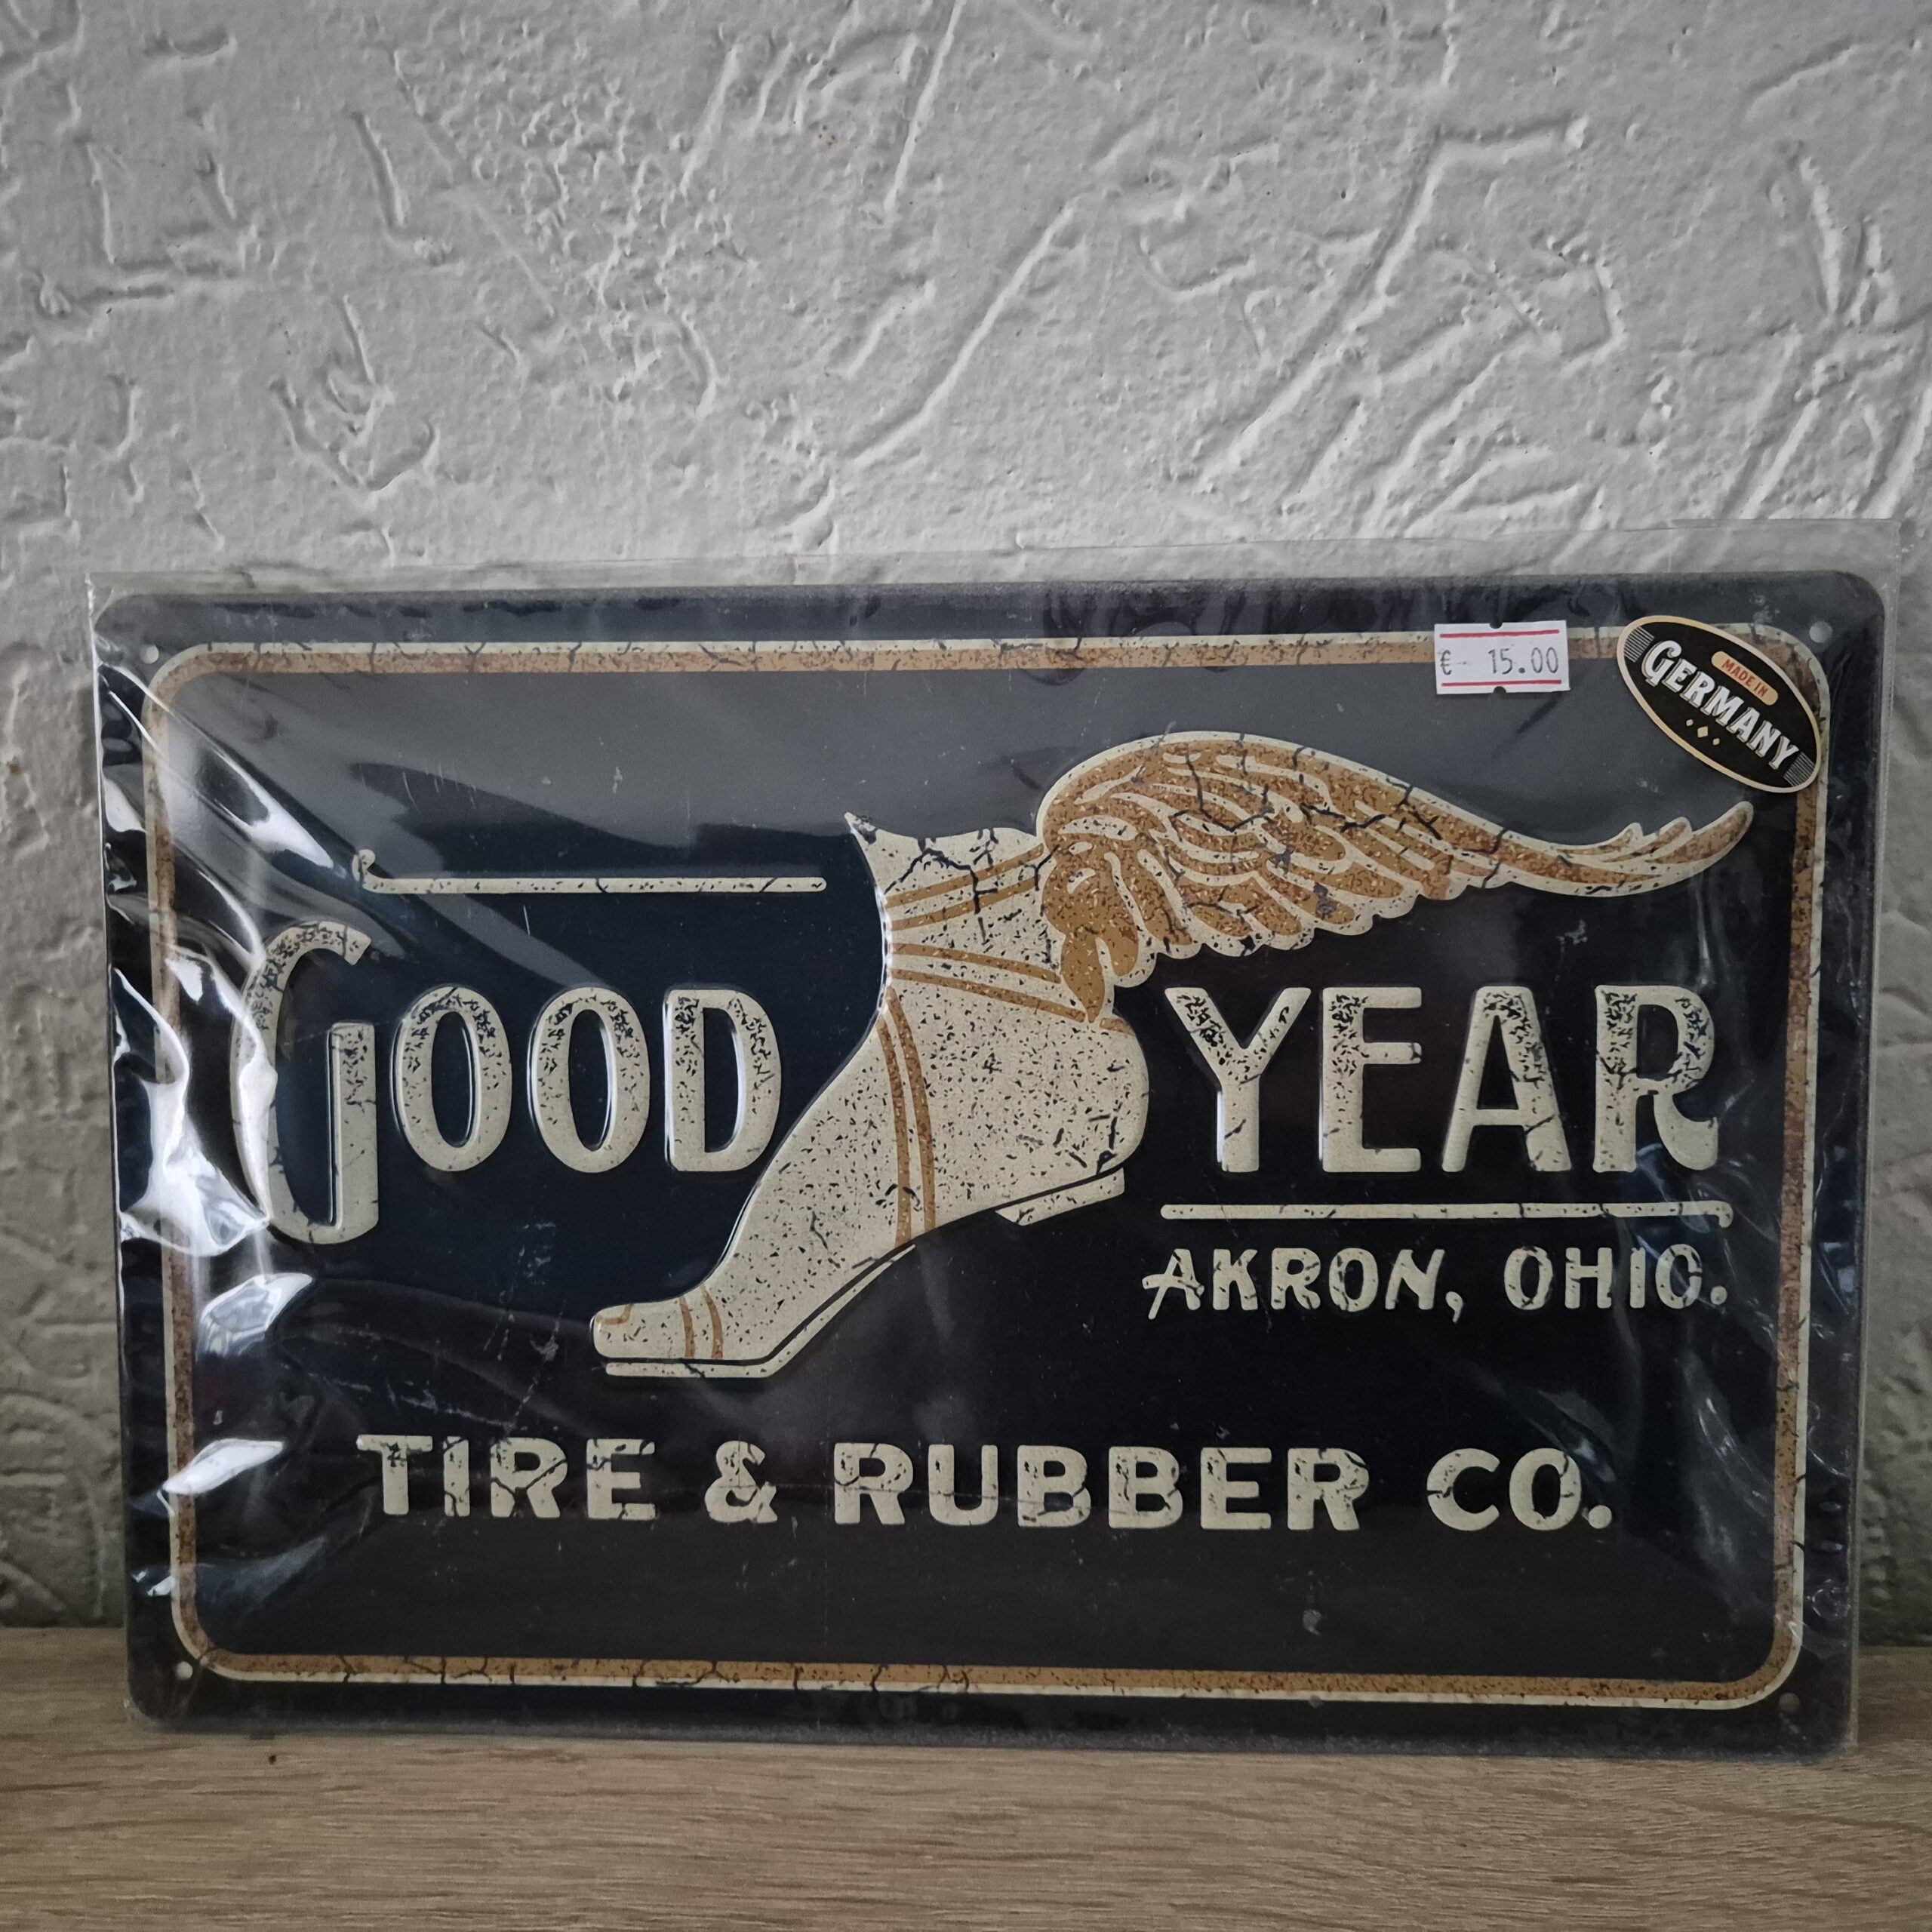 € 15.00
MADE IN
GERMANY
GOOD YEAR
AKRON, OHIO.
TIRE & RUBBER CO.